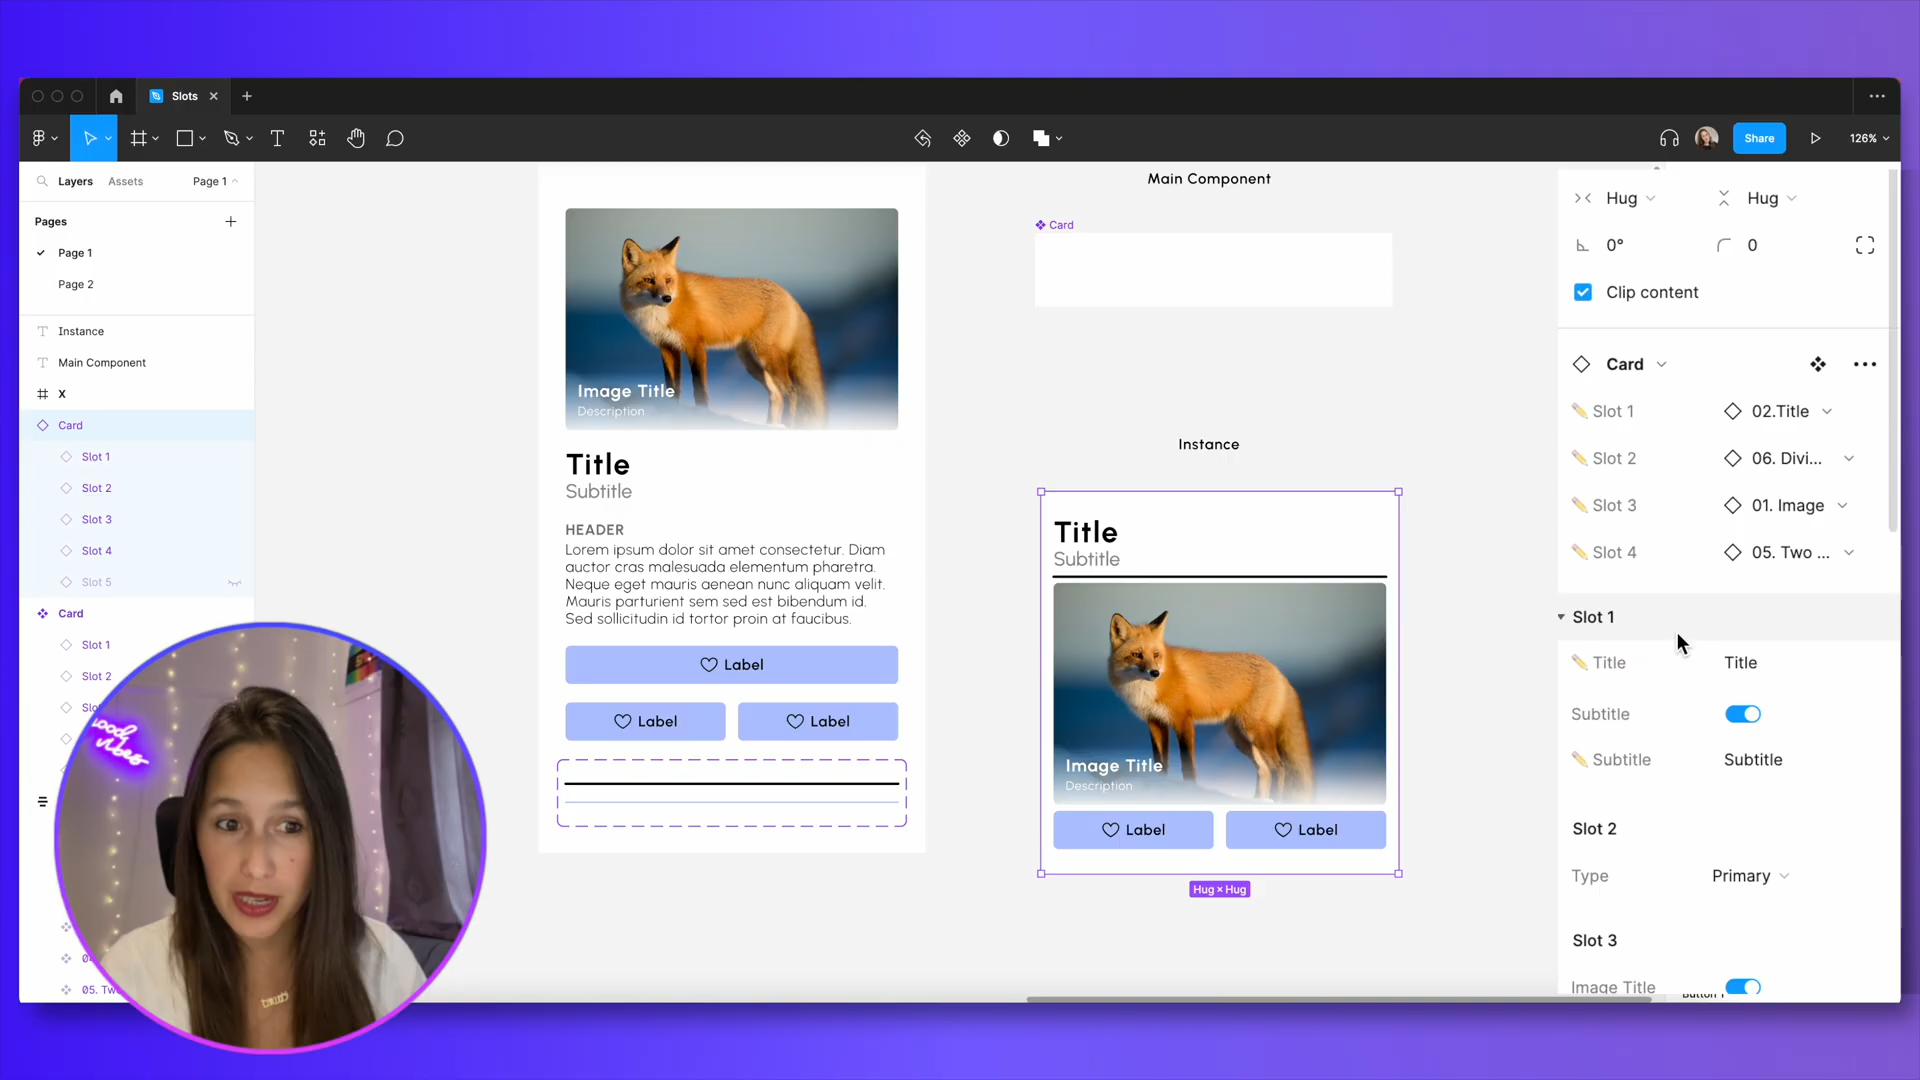 Slots
Share
126%
Layers
Assets
Page 1
Pages
Page 1
Page 2
Instance
Main Component
X
Card
Slot 1
Slot 2
Slot 3
Slot 4
Slot 5
Card
Slot 1
Slot 2
05. Tw
good
vibes
Image Title
Description
Title
Subtitle
HEADER
Lorem ipsum dolor sit amet consectetur. Diam
auctor cras malesuada elementum pharetra.
Neque eget mauris aenean nunc aliquam velit.
Mauris parturient sem sed est bibendum id.
Sed sollicitudin id tortor proin at faucibus.
Label
Label
Label
Main Component
Card
Instance
Title
Subtitle
Image Title
Description
Label
Label
Hug × Hug
Hug
Hug
0°
0
Clip content
Card
Slot 1
02.Title
Slot 2
06. Divi...
Slot 3
01. Image
Slot 4
05. Two ...
Slot 1
Title
Title
Subtitle
Subtitle
Subtitle
Slot 2
Type
Primary
Slot 3
Image Title